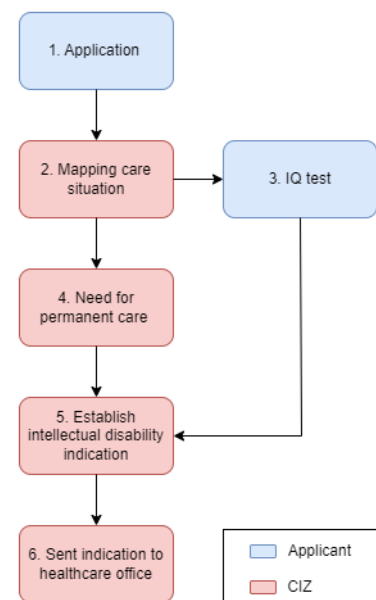 1. Application
2. Mapping care
situation
3. IQ test
4. Need for
permanent care
5. Establish
intellectual disability
indication
6. Sent indication to
healthcare office
Applicant
CIZ